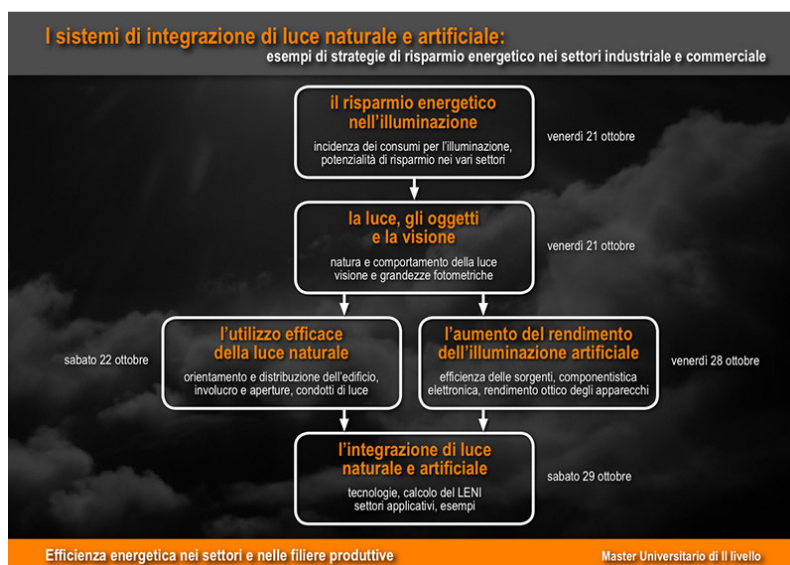 I sistemi di integrazione di luce naturale e artificiale:
esempi di strategie di risparmio energetico nei settori industriale e commerciale
il risparmio energetico
nell'illuminazione
incidenza dei consumi per l'illuminazione,
potenzialità di risparmio nei vari settori
venerdì 21 ottobre
la luce, gli oggetti
e la visione
natura e comportamento della luce
visione e grandezze fotometriche
venerdì 21 ottobre
sabato 22 ottobre
l'utilizzo efficace
della luce naturale
orientamento e distribuzione dell'edificio,
involucro e aperture, condotti di luce
l'aumento del rendimento
dell'illuminazione artificiale
efficienza delle sorgenti, componentistica
elettronica, rendimento ottico degli apparecchi
venerdì 28 ottobre
l'integrazione di luce
naturale e artificiale
tecnologie, calcolo del LENI
settori applicativi, esempi
sabato 29 ottobre
Efficienza energetica nei settori e nelle filiere produttive
Master Universitario di II livello